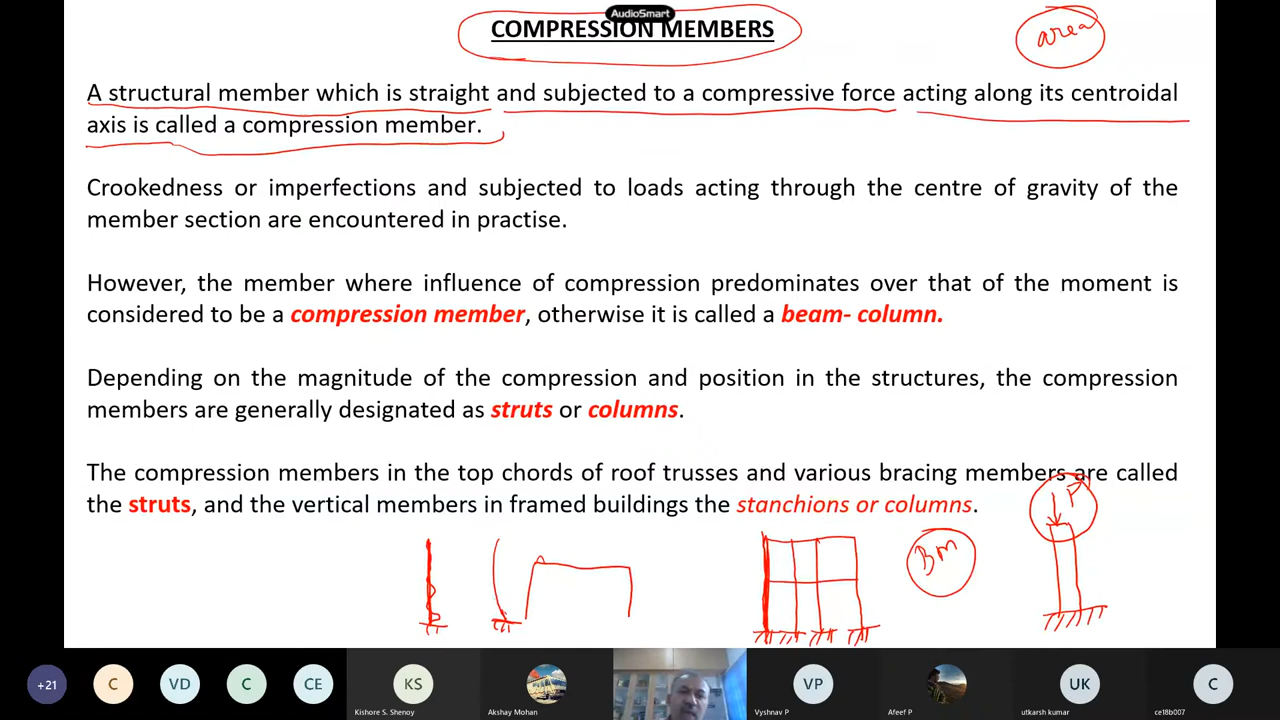 AudioSmart
COMPRESSION MEMBERS
area
A structural member which is straight and subjected to a compressive force acting along its centroidal
axis is called a compression member.
Crookedness or imperfections and subjected to loads acting through the centre of gravity of the
member section are encountered in practise.
However, the member where influence of compression predominates over that of the moment is
considered to be a compression member, otherwise it is called a beam- column.
Depending on the magnitude of the compression and position in the structures, the compression
members are generally designated as struts or columns.
The compression members in the top chords of roof trusses and various bracing members are called
the struts, and the vertical members in framed buildings the stanchions or columns.
P
BM
+21
C
VD
C
CE
KS
VP
UK
C
Kishore S. Shenoy
Akshay Mohan
Vyshnav P
Afeef P
utkarsh kumar
ce18b007